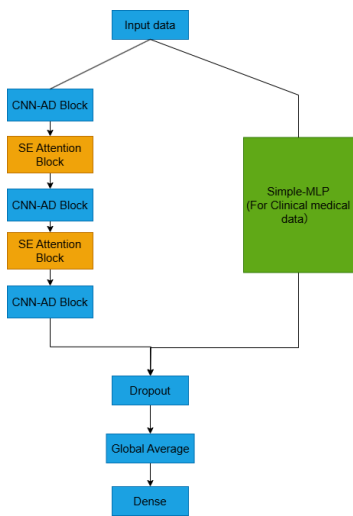 Input data
CNN-AD Block
SE Attention
Block
CNN-AD Block
SE Attention
Block
CNN-AD Block
Simple-MLP
(For Clinical medical
data）
Dropout
Global Average
Dense